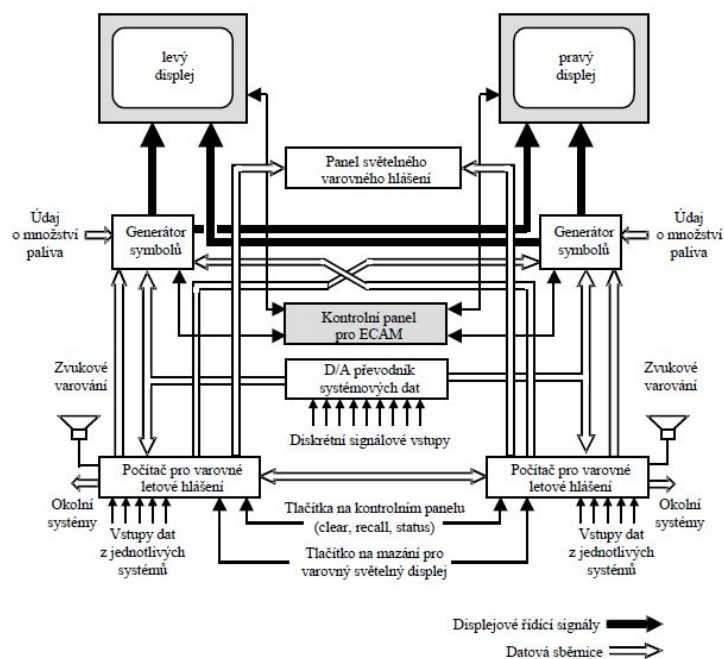 levý
displej
pravý
displej
Panel světelného
varovného hlášení
Údaj
o množství
paliva
Generátor
symbolů
Generátor
symbolů
Údaj
o množství
paliva
Kontrolní panel
pro ECAM
Zvukové
varování
D/A převodník
systémových dat
Zvukové
varování
Diskrétní signálové vstupy
Počítač pro varovné
letové hlášení
Počítač pro varovné
letové hlášení
Okolní
systémy
Vstupy dat
z jednotlivých
systémů
Tlačítka na kontrolním panelu
(clear, recall, status)
Tlačítko na mazání pro
varovný světelný displej
Vstupy dat
z jednotlivých
systémů
Okolní
systémy
Displejové řídící signály
Datová sběrnice